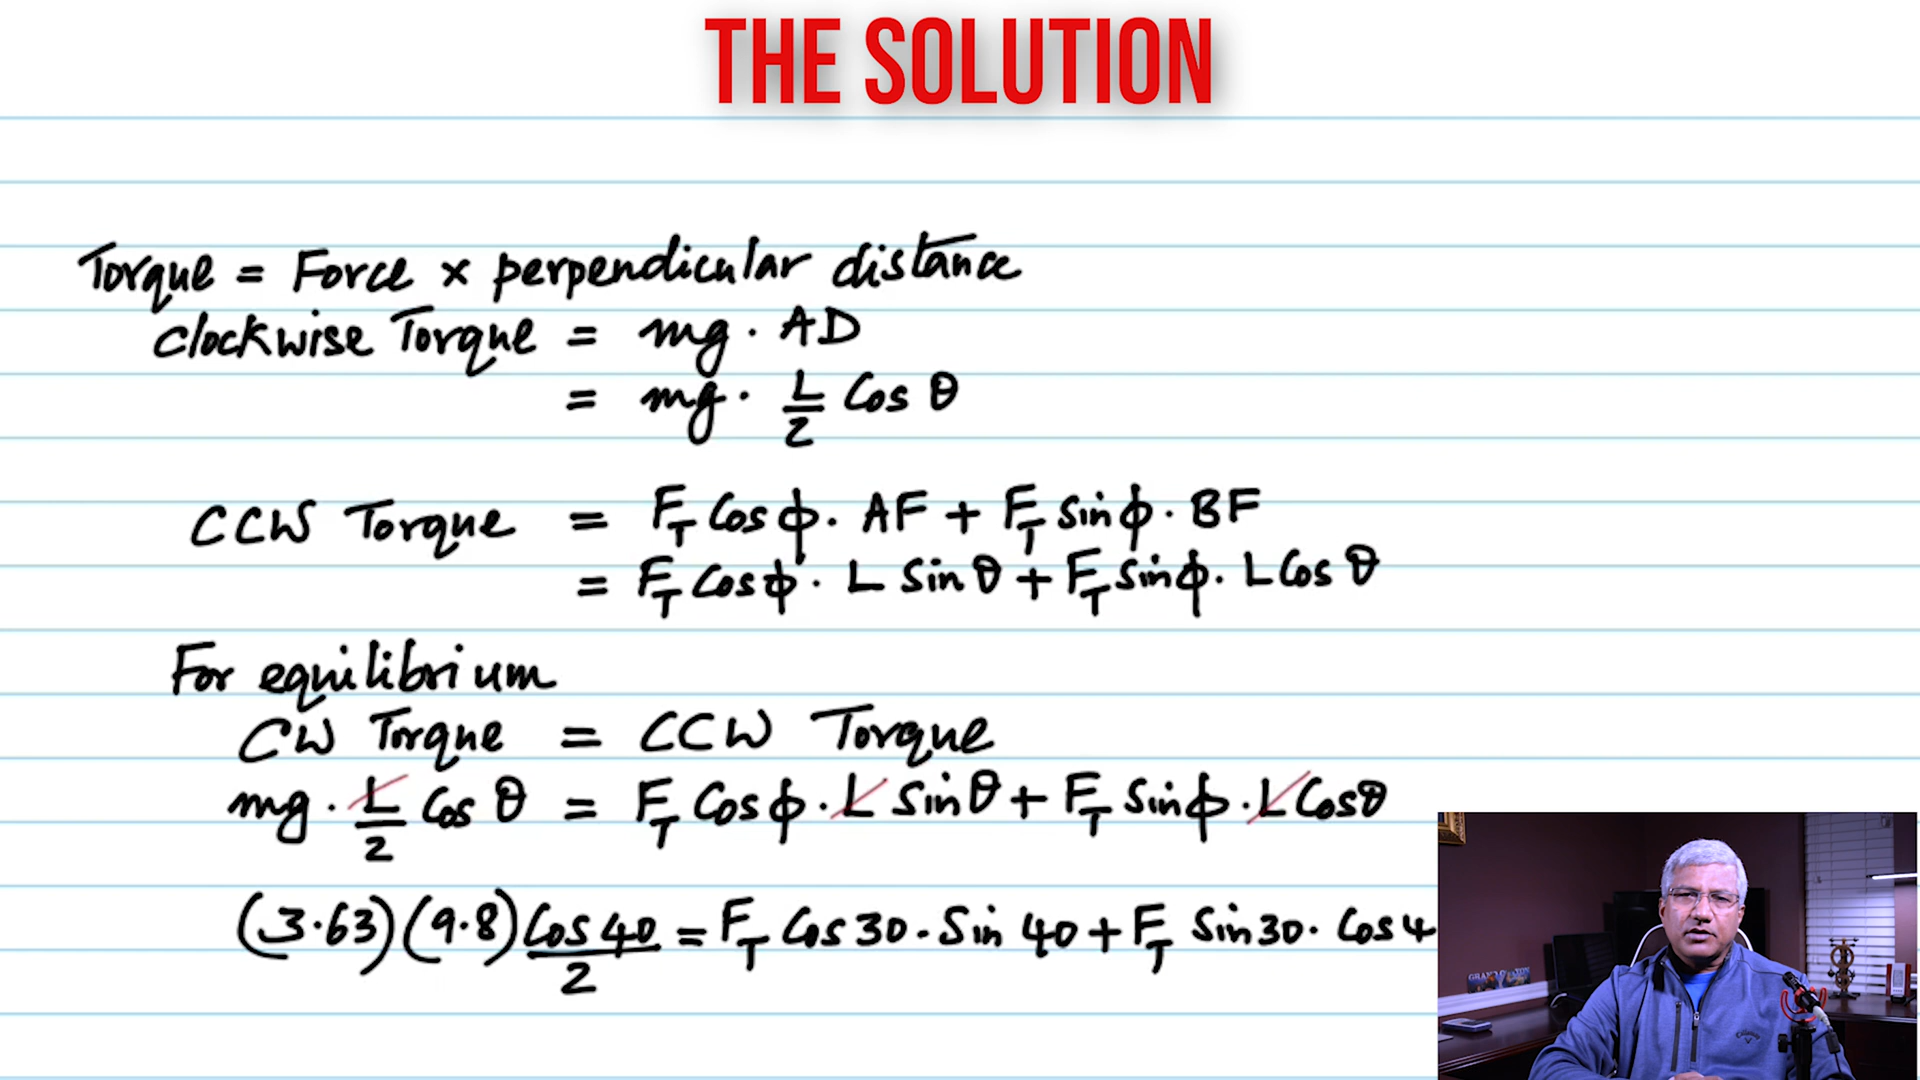 THE SOLUTION
Torque = Force × perpendicular distance
Clockwise Torque = mg · AD
= mg · L/2 Cos θ
CCW Torque = F_T Cos ϕ · AF + F_T Sin ϕ · BF
= F_T Cos ϕ · L Sin θ + F_T Sin ϕ · L Cos θ
For equilibrium
CW Torque = CCW Torque
mg · L/2 Cos θ = F_T Cos ϕ · L Sin θ + F_T Sin ϕ · L Cos θ
(3.63)(9.8) Cos 40/2 = F_T Cos 30 · Sin 40 + F_T Sin 30 · Cos 4